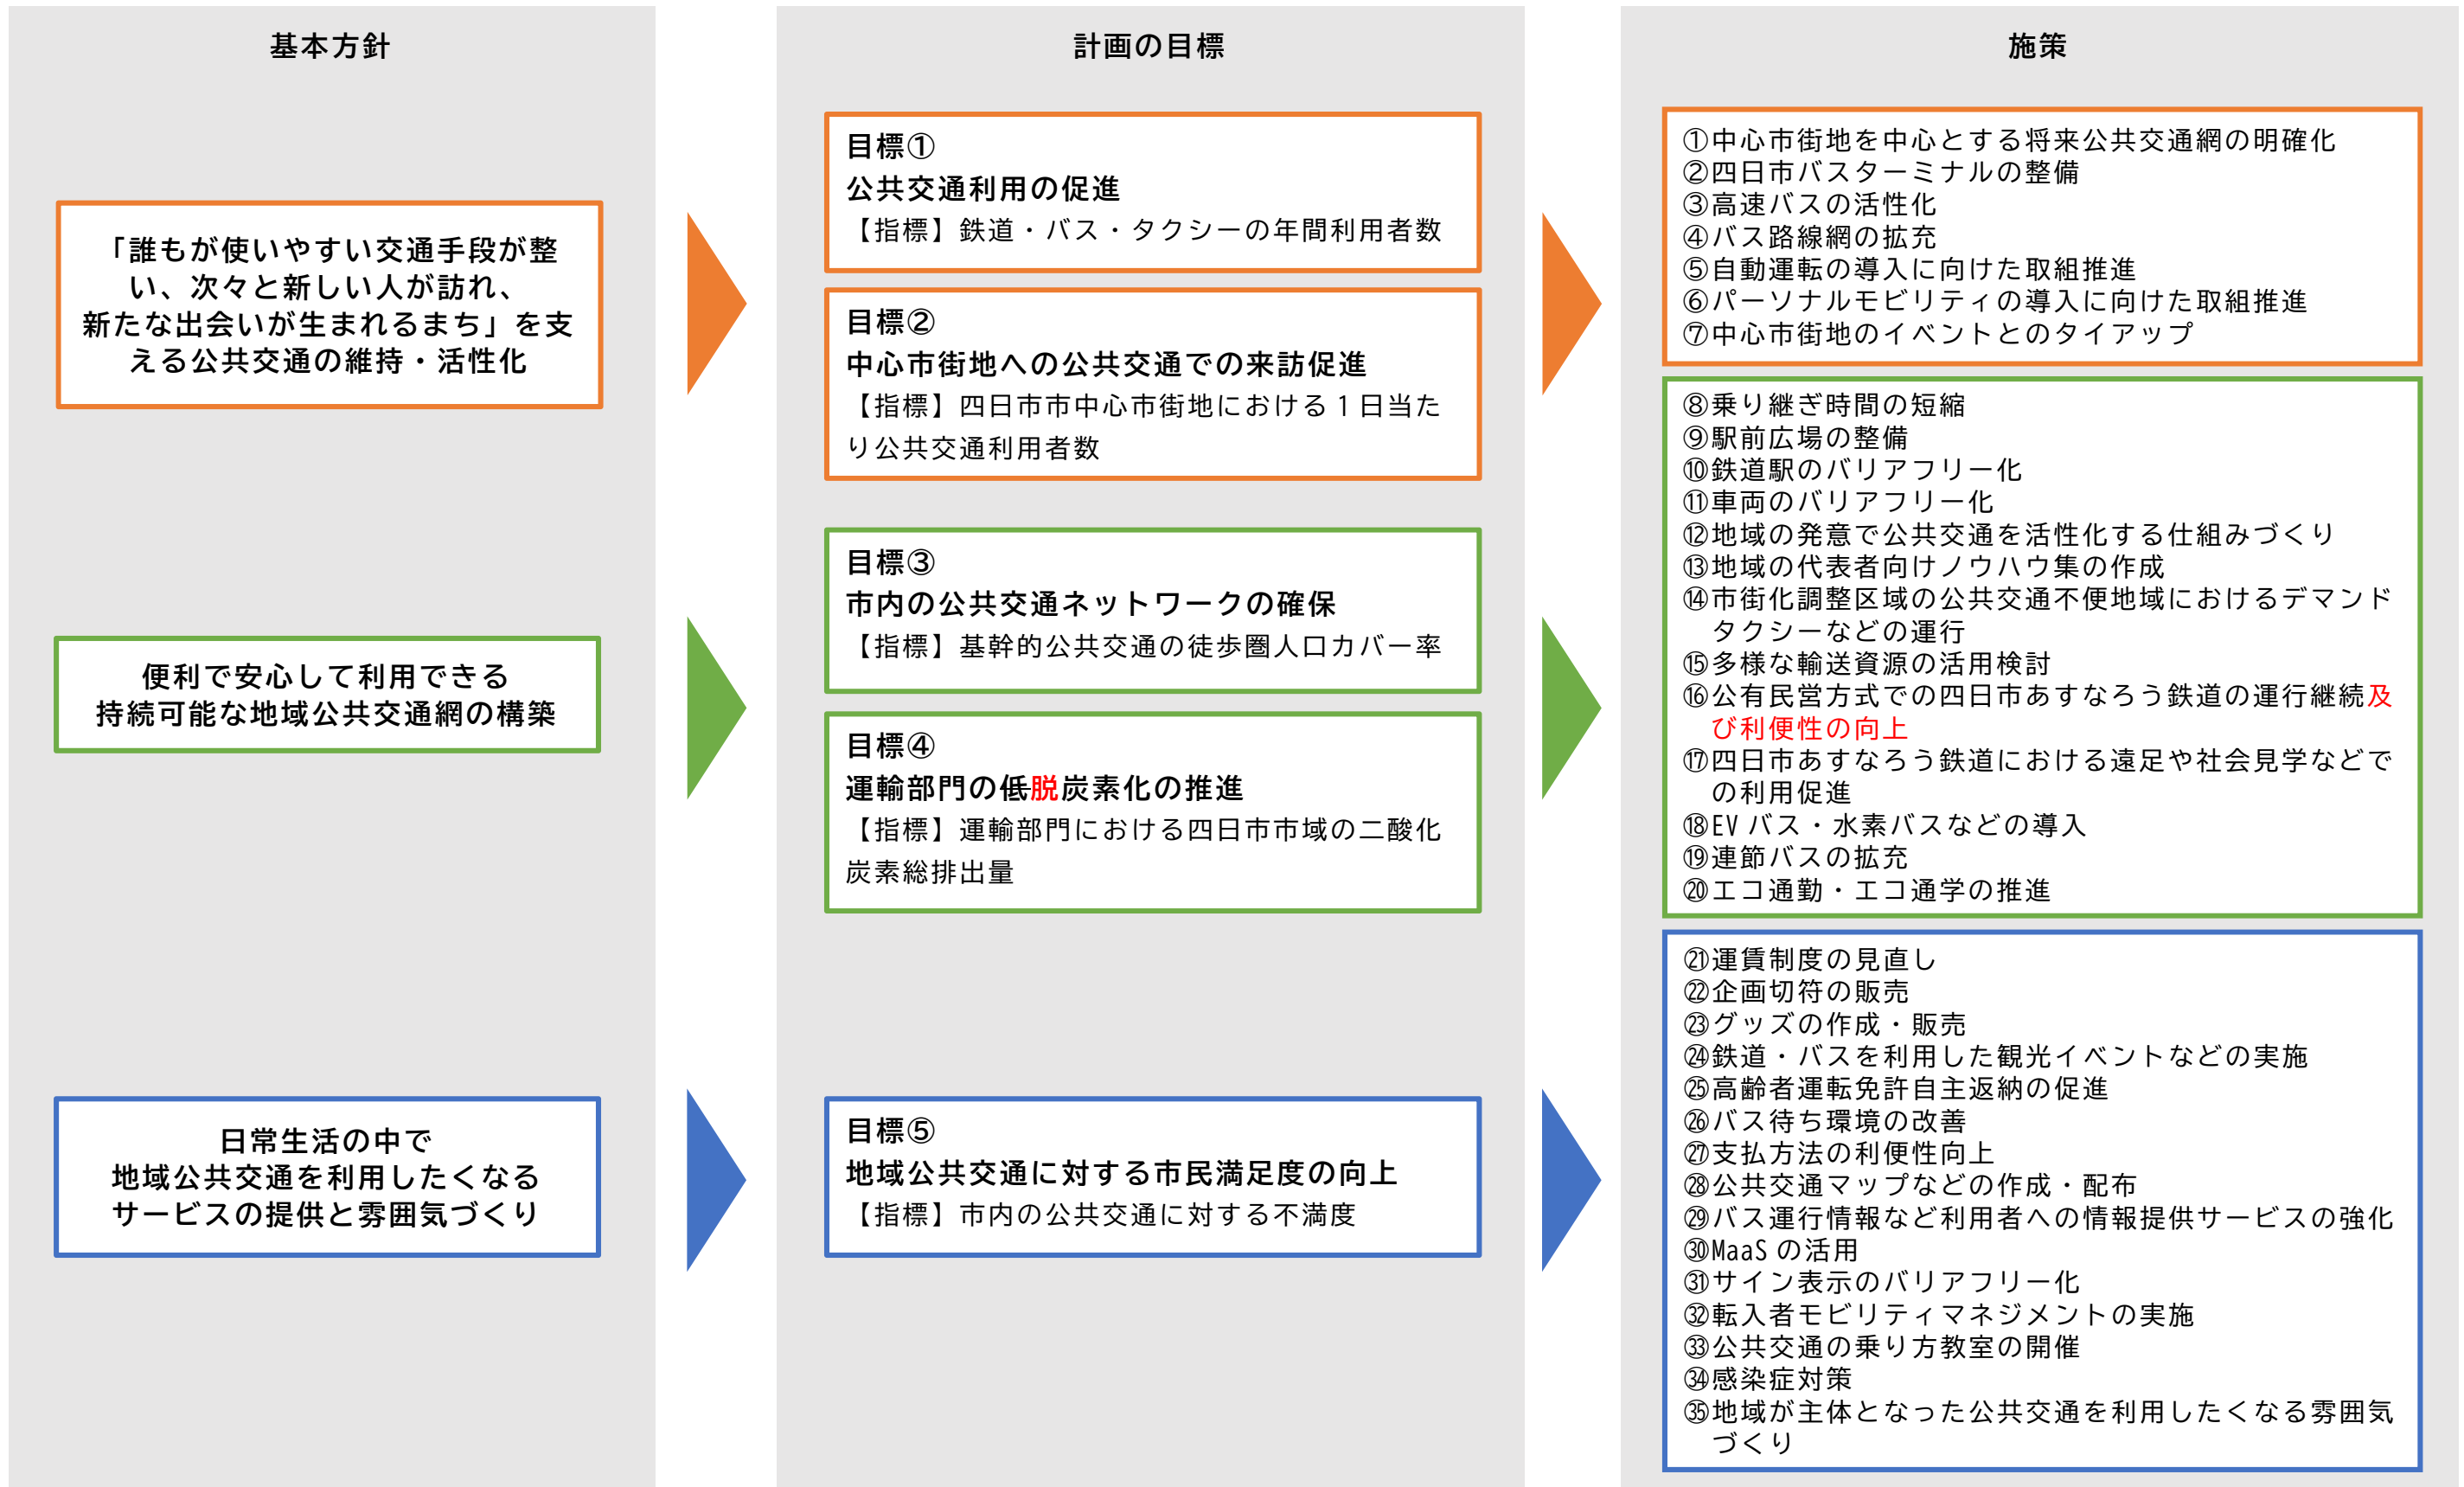 基本方針
「誰もが使いやすい交通手段が整
い、次々と新しい人が訪れ、
新たな出会いが生まれるまち」を支
える公共交通の維持・活性化
便利で安心して利用できる
持続可能な地域公共交通網の構築
日常生活の中で
地域公共交通を利用したくなる
サービスの提供と雰囲気づくり
計画の目標
目標①
公共交通利用の促進
【指標】鉄道・バス・タクシーの年間利用者数
目標②
中心市街地への公共交通での来訪促進
【指標】四日市市中心市街地における１日当た
り公共交通利用者数
目標③
市内の公共交通ネットワークの確保
【指標】基幹的公共交通の徒歩圏人口カバー率
目標④
運輸部門の低脱炭素化の推進
【指標】運輸部門における四日市市域の二酸化
炭素総排出量
目標⑤
地域公共交通に対する市民満足度の向上
【指標】市内の公共交通に対する不満度
施策
①中心市街地を中心とする将来公共交通網の明確化
②四日市バスターミナルの整備
③高速バスの活性化
④バス路線網の拡充
⑤自動運転の導入に向けた取組推進
⑥パーソナルモビリティの導入に向けた取組推進
⑦中心市街地のイベントとのタイアップ
⑧乗り継ぎ時間の短縮
⑨駅前広場の整備
⑩鉄道駅のバリアフリー化
⑪車両のバリアフリー化
⑫地域の発意で公共交通を活性化する仕組みづくり
⑬地域の代表者向けノウハウ集の作成
⑭市街化調整区域の公共交通不便地域におけるデマンド
タクシーなどの運行
⑮多様な輸送資源の活用検討
⑯公有民営方式での四日市あすなろう鉄道の運行継続及
び利便性の向上
⑰四日市あすなろう鉄道における遠足や社会見学などで
の利用促進
⑱EV バス・水素バスなどの導入
⑲連節バスの拡充
⑳エコ通勤・エコ通学の推進
㉑運賃制度の見直し
㉒企画切符の販売
㉓グッズの作成・販売
㉔鉄道・バスを利用した観光イベントなどの実施
㉕高齢者運転免許自主返納の促進
㉖バス待ち環境の改善
㉗支払方法の利便性向上
㉘公共交通マップなどの作成・配布
㉙バス運行情報など利用者への情報提供サービスの強化
㉚MaaS の活用
㉛サイン表示のバリアフリー化
㉜転入者モビリティマネジメントの実施
㉝公共交通の乗り方教室の開催
㉞感染症対策
㉟地域が主体となった公共交通を利用したくなる雰囲気
づくり